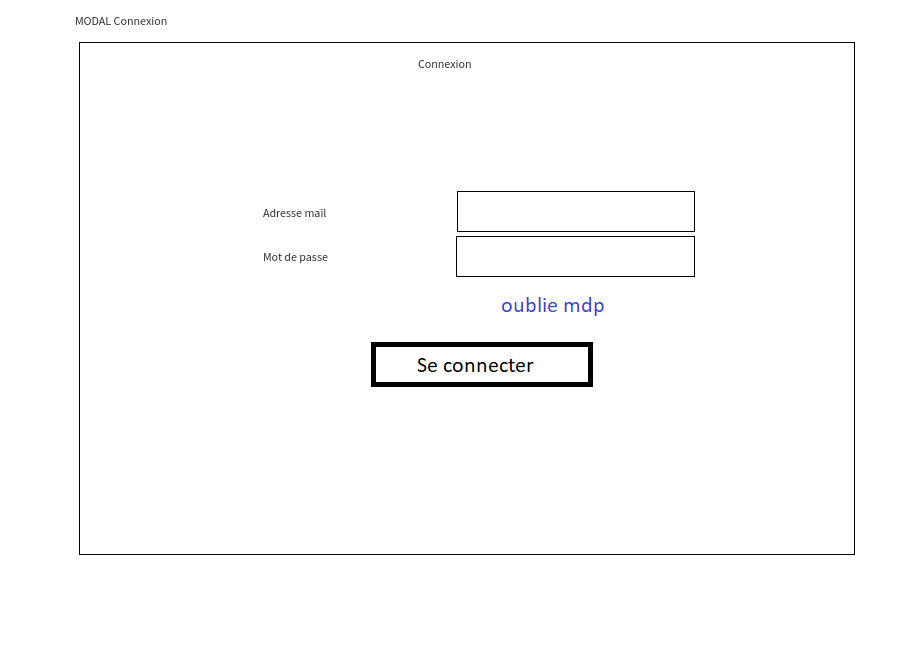 MODAL Connexion
Connexion
Adresse mail
Mot de passe
oublie mdp
Se connecter